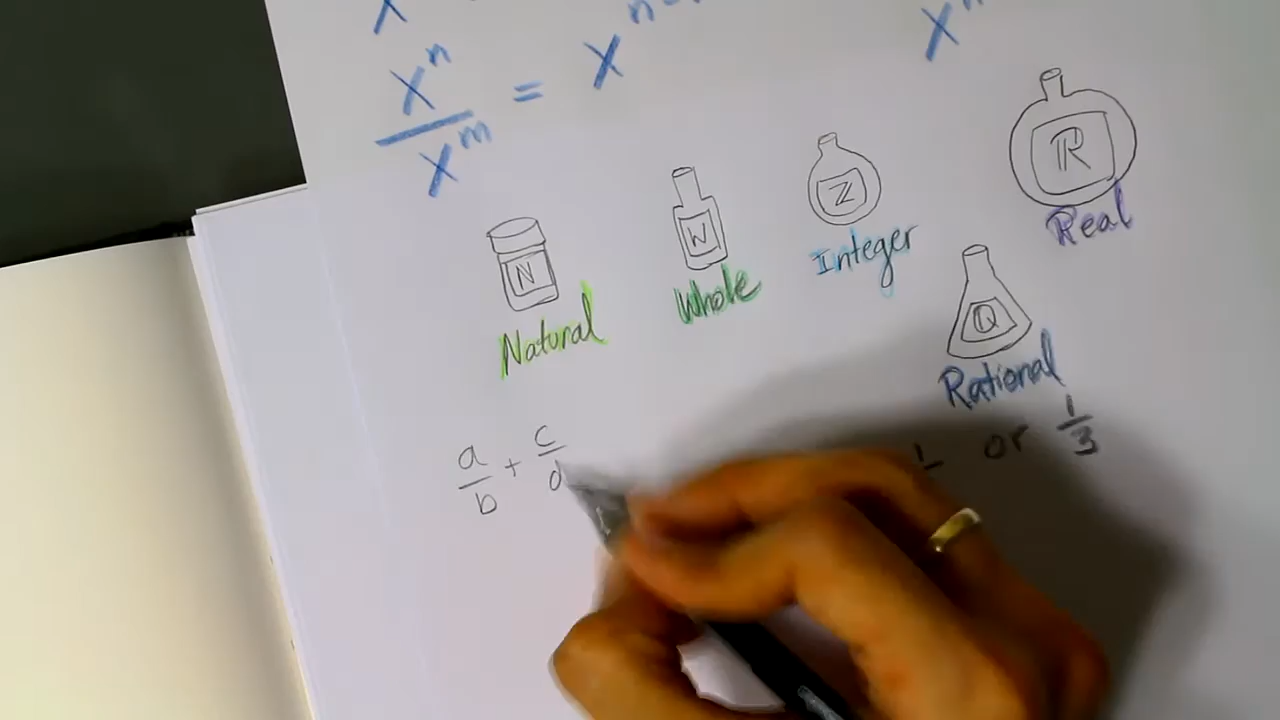 x
x^n / x^m = x^n
x^n
N W Z R
Natural Whole Integer Real
Q
Rational
a/b + c/d
or 1/3